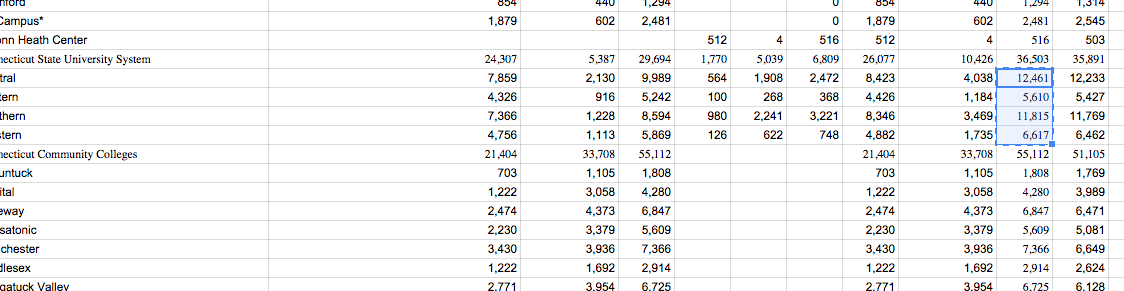 nford 854 440 1,294 0 854 440 1,294 1,314
Campus* 1,879 602 2,481 0 1,879 602 2,481 2,545
onn Heath Center 512 4 516 512 4 516 503
necticut State University System 24,307 5,387 29,694 1,770 5,039 6,809 26,077 10,426 36,503 35,891
tral 7,859 2,130 9,989 564 1,908 2,472 8,423 4,038 12,461 12,233
tern 4,326 916 5,242 100 268 368 4,426 1,184 5,610 5,427
thern 7,366 1,228 8,594 980 2,241 3,221 8,346 3,469 11,815 11,769
stern 4,756 1,113 5,869 126 622 748 4,882 1,735 6,617 6,462
necticut Community Colleges 21,404 33,708 55,112 21,404 33,708 55,112 51,105
untuck 703 1,105 1,808 703 1,105 1,808 1,769
ital 1,222 3,058 4,280 1,222 3,058 4,280 3,989
eway 2,474 4,373 6,847 2,474 4,373 6,847 6,471
satonic 2,230 3,379 5,609 2,230 3,379 5,609 5,081
chester 3,430 3,936 7,366 3,430 3,936 7,366 6,649
dlesex 1,222 1,692 2,914 1,222 1,692 2,914 2,624
gatuck Valley 2,771 3,954 6,725 2,771 3,954 6,725 6,128